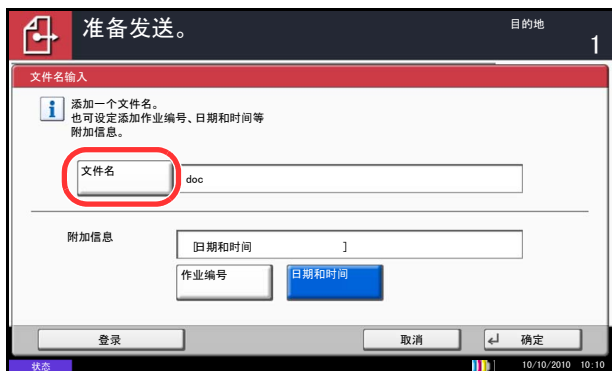 准备发送。
目的地
1
文件名输入
添加一个文件名。
也可设定添加作业编号、日期和时间等
附加信息。
文件名
doc
附加信息
[日期和时间 ]
作业编号
日期和时间
登录
取消
确定
状态
10/10/2010 10:10